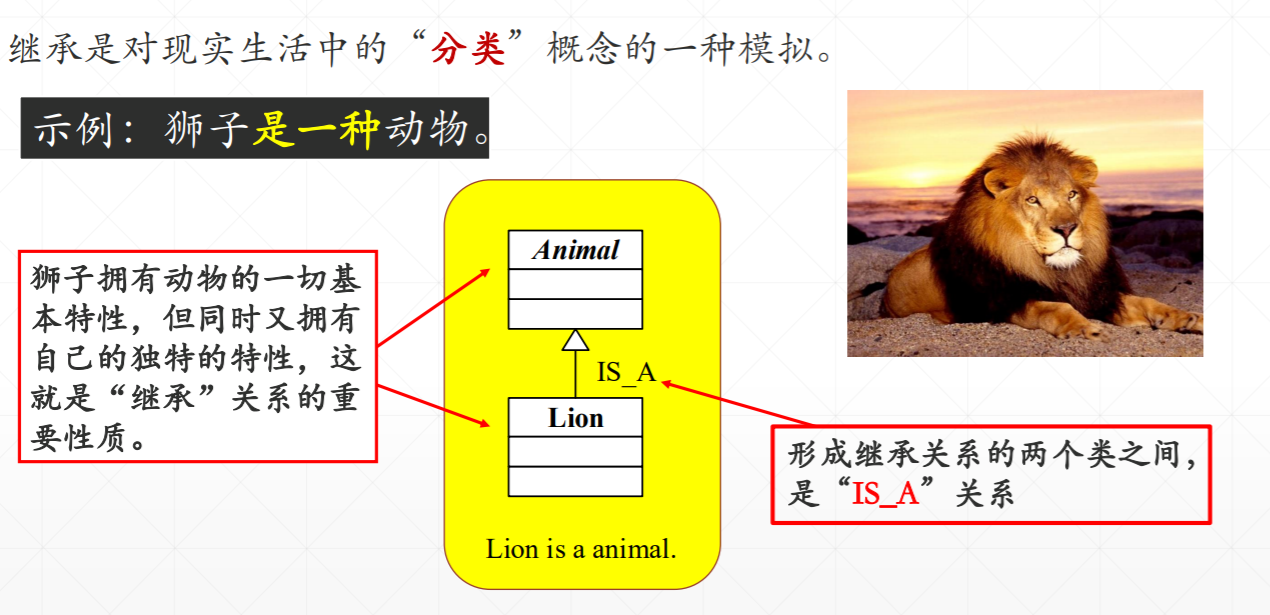 继承是对现实生活中的“分类”概念的一种模拟。
示例：狮子是一种动物。
狮子拥有动物的一切基
本特性，但同时又拥有
自己的独特的特性，这
就是“继承”关系的重
要性质。
Animal
IS_A
Lion
Lion is a animal.
形成继承关系的两个类之间，
是“IS_A”关系